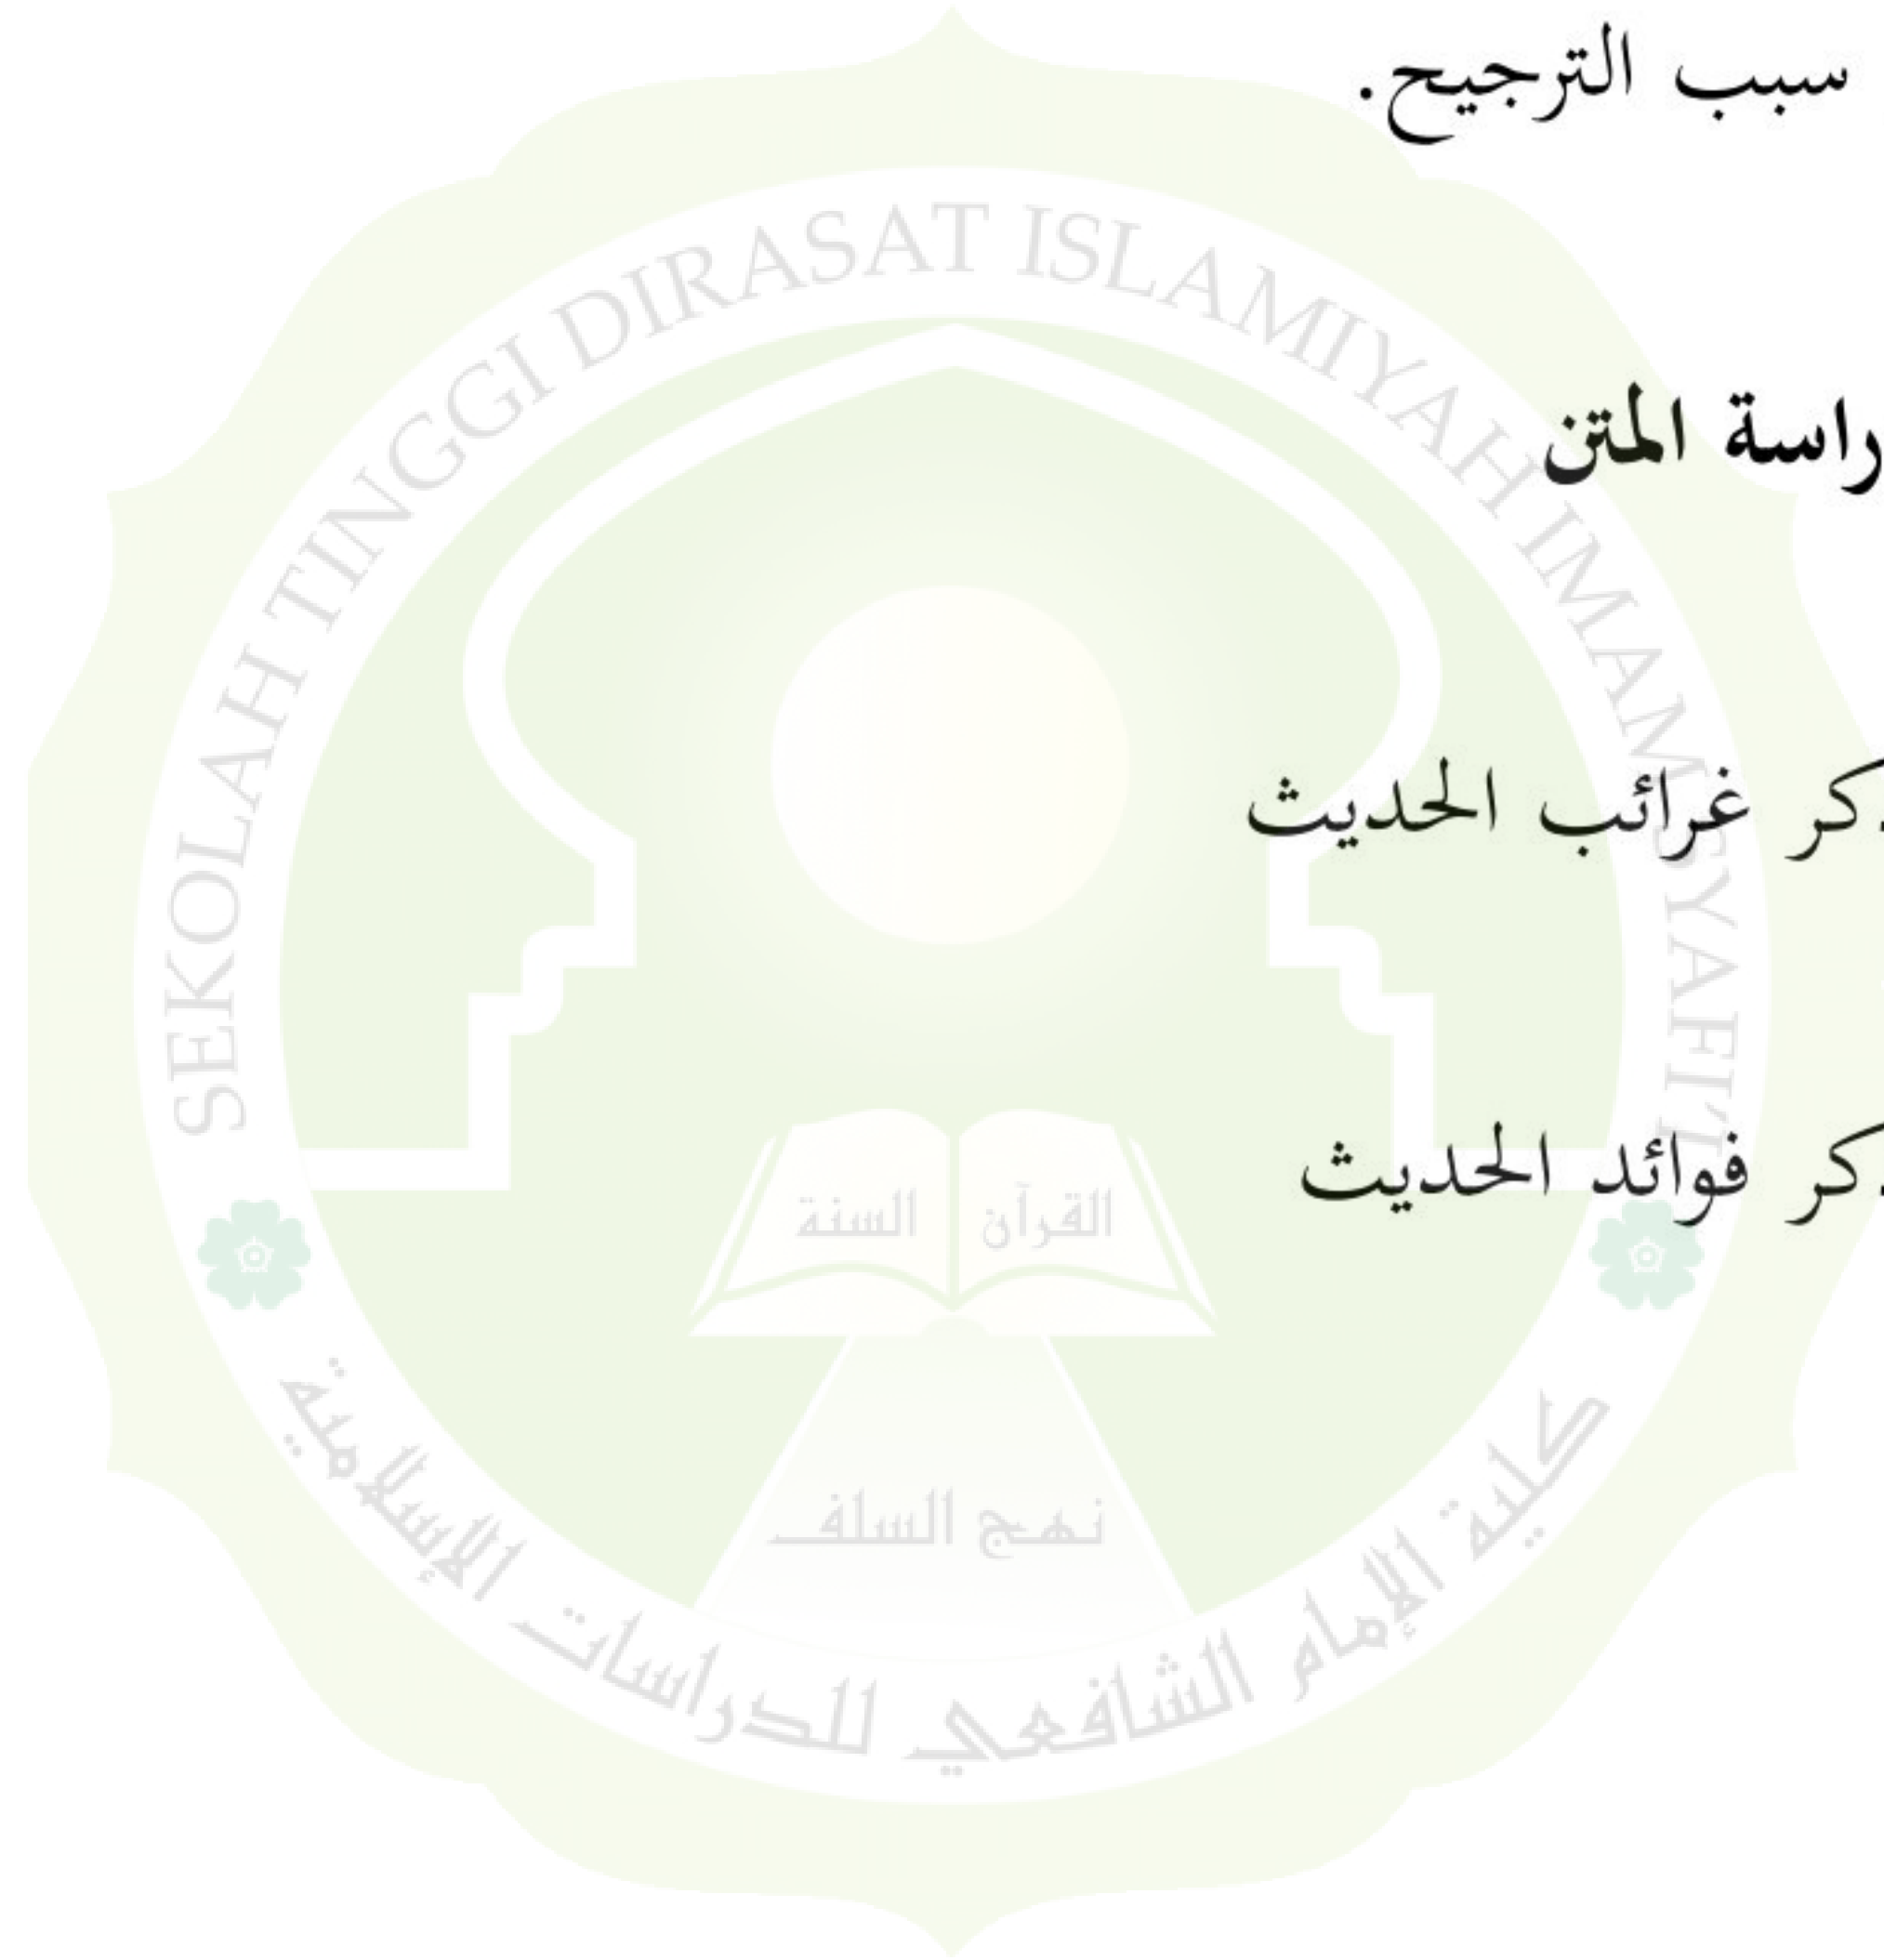 سبب الترجيح.
راسة المتن
كر غرائب الحديث
كر فوائد الحديث
SEKOLAH TINGGI DIRASAT ISLAMIYAH IMAM SYAFI'I
القرآن
السنة
نهج السلف
كلية الإمام الشافعي للدراسات الإسلامية